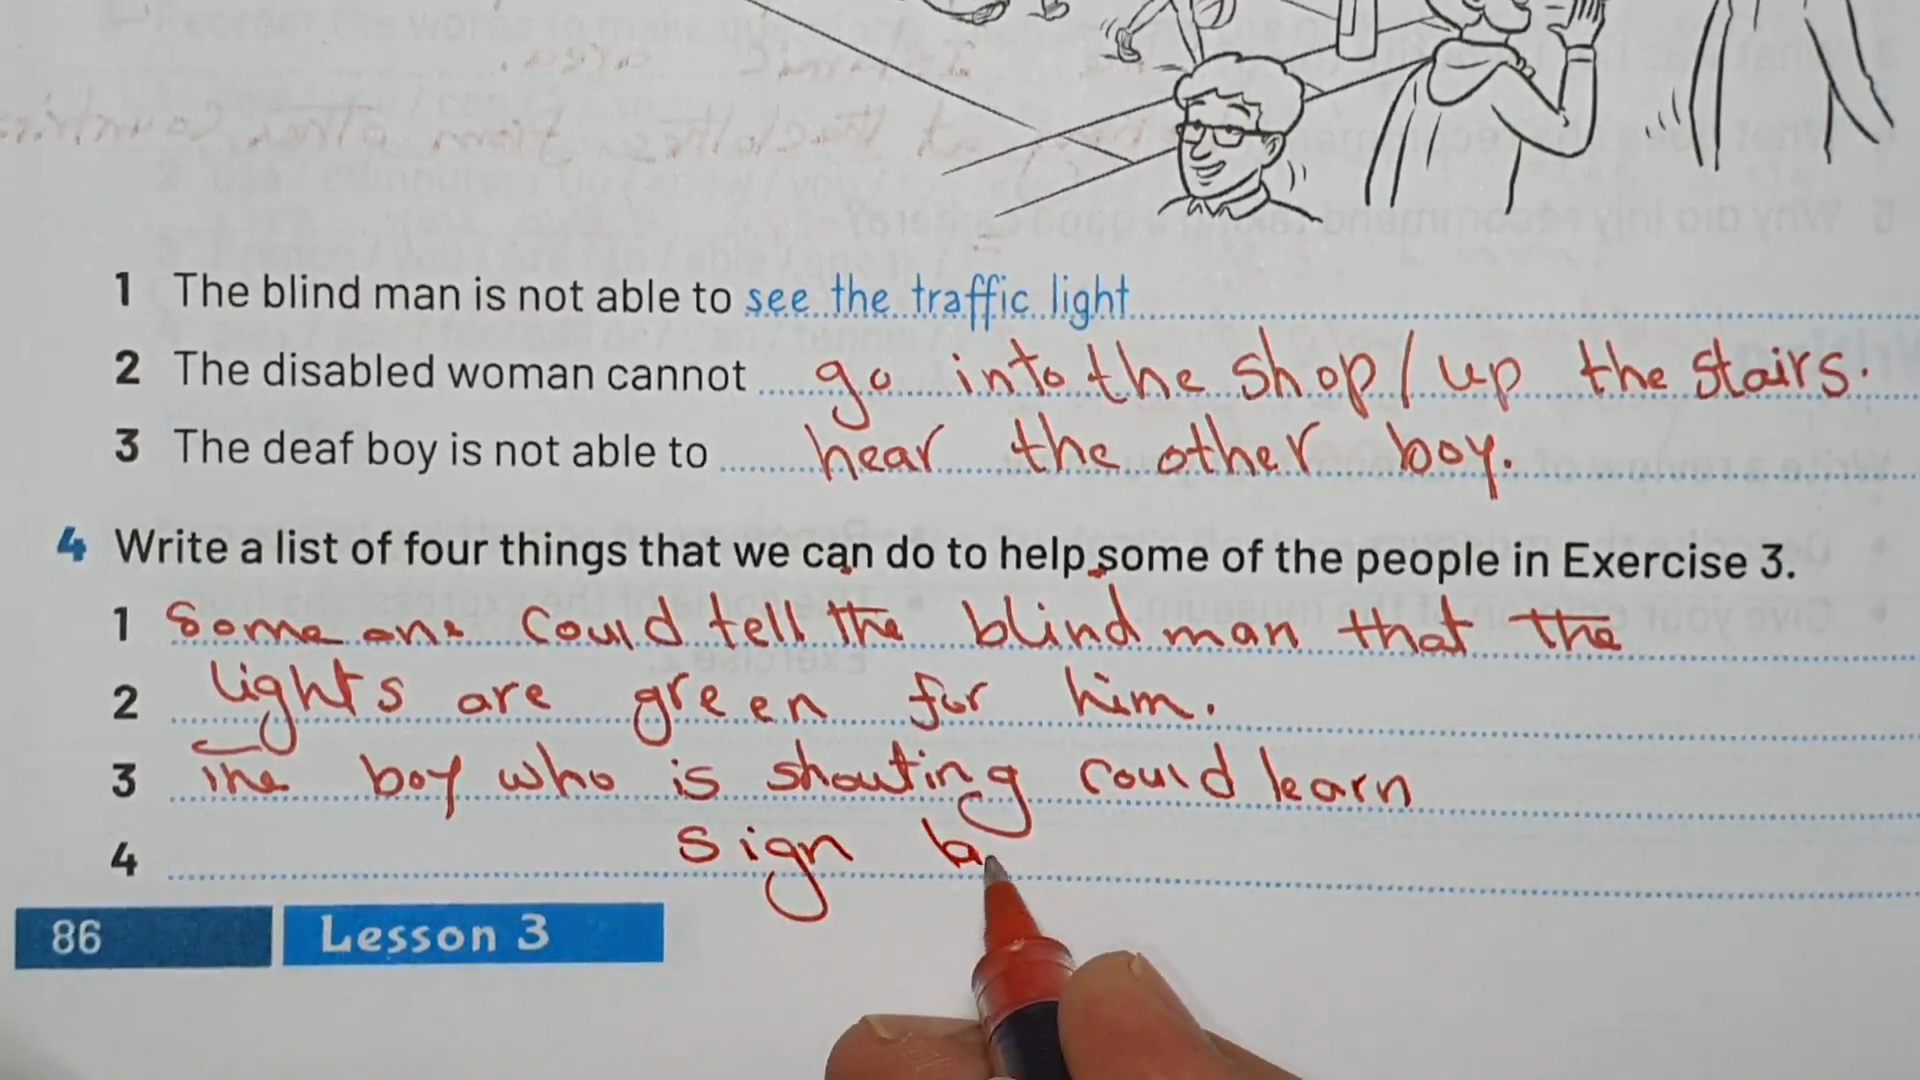 1 The blind man is not able to see the traffic light
2 The disabled woman cannot go into the shop / up the stairs.
3 The deaf boy is not able to hear the other boy.
4 Write a list of four things that we can do to help some of the people in Exercise 3.
1 Some one could tell the blind man that the
2 lights are green for him.
3 The boy who is shouting could learn
4 sign
86 Lesson 3